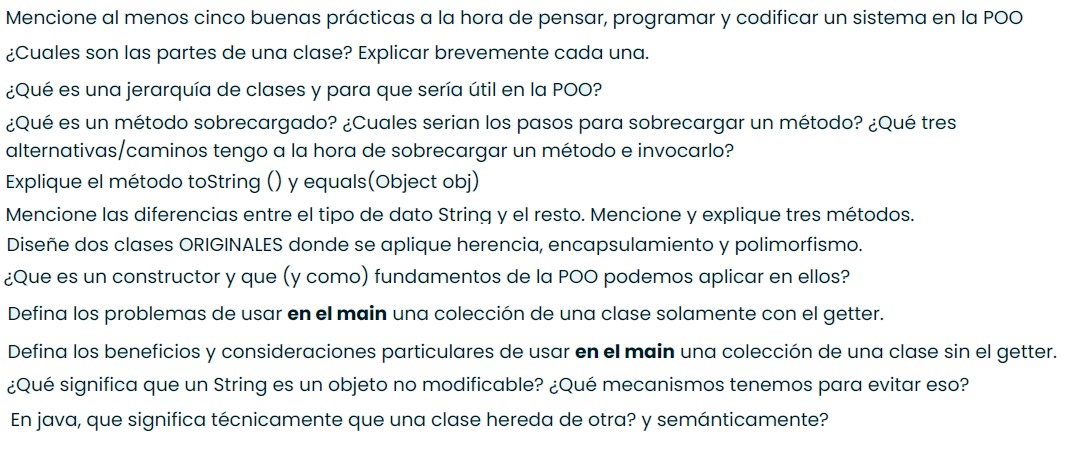 Mencione al menos cinco buenas prácticas a la hora de pensar, programar y codificar un sistema en la POO
¿Cuales son las partes de una clase? Explicar brevemente cada una.
¿Qué es una jerarquía de clases y para que sería útil en la POO?
¿Qué es un método sobrecargado? ¿Cuales serian los pasos para sobrecargar un método? ¿Qué tres
alternativas/caminos tengo a la hora de sobrecargar un método e invocarlo?
Explique el método toString () y equals(Object obj)
Mencione las diferencias entre el tipo de dato String y el resto. Mencione y explique tres métodos.
Diseñe dos clases ORIGINALES donde se aplique herencia, encapsulamiento y polimorfismo.
¿Que es un constructor y que (y como) fundamentos de la POO podemos aplicar en ellos?
Defina los problemas de usar en el main una colección de una clase solamente con el getter.
Defina los beneficios y consideraciones particulares de usar en el main una colección de una clase sin el getter.
¿Qué significa que un String es un objeto no modificable? ¿Qué mecanismos tenemos para evitar eso?
En java, que significa técnicamente que una clase hereda de otra? y semánticamente?